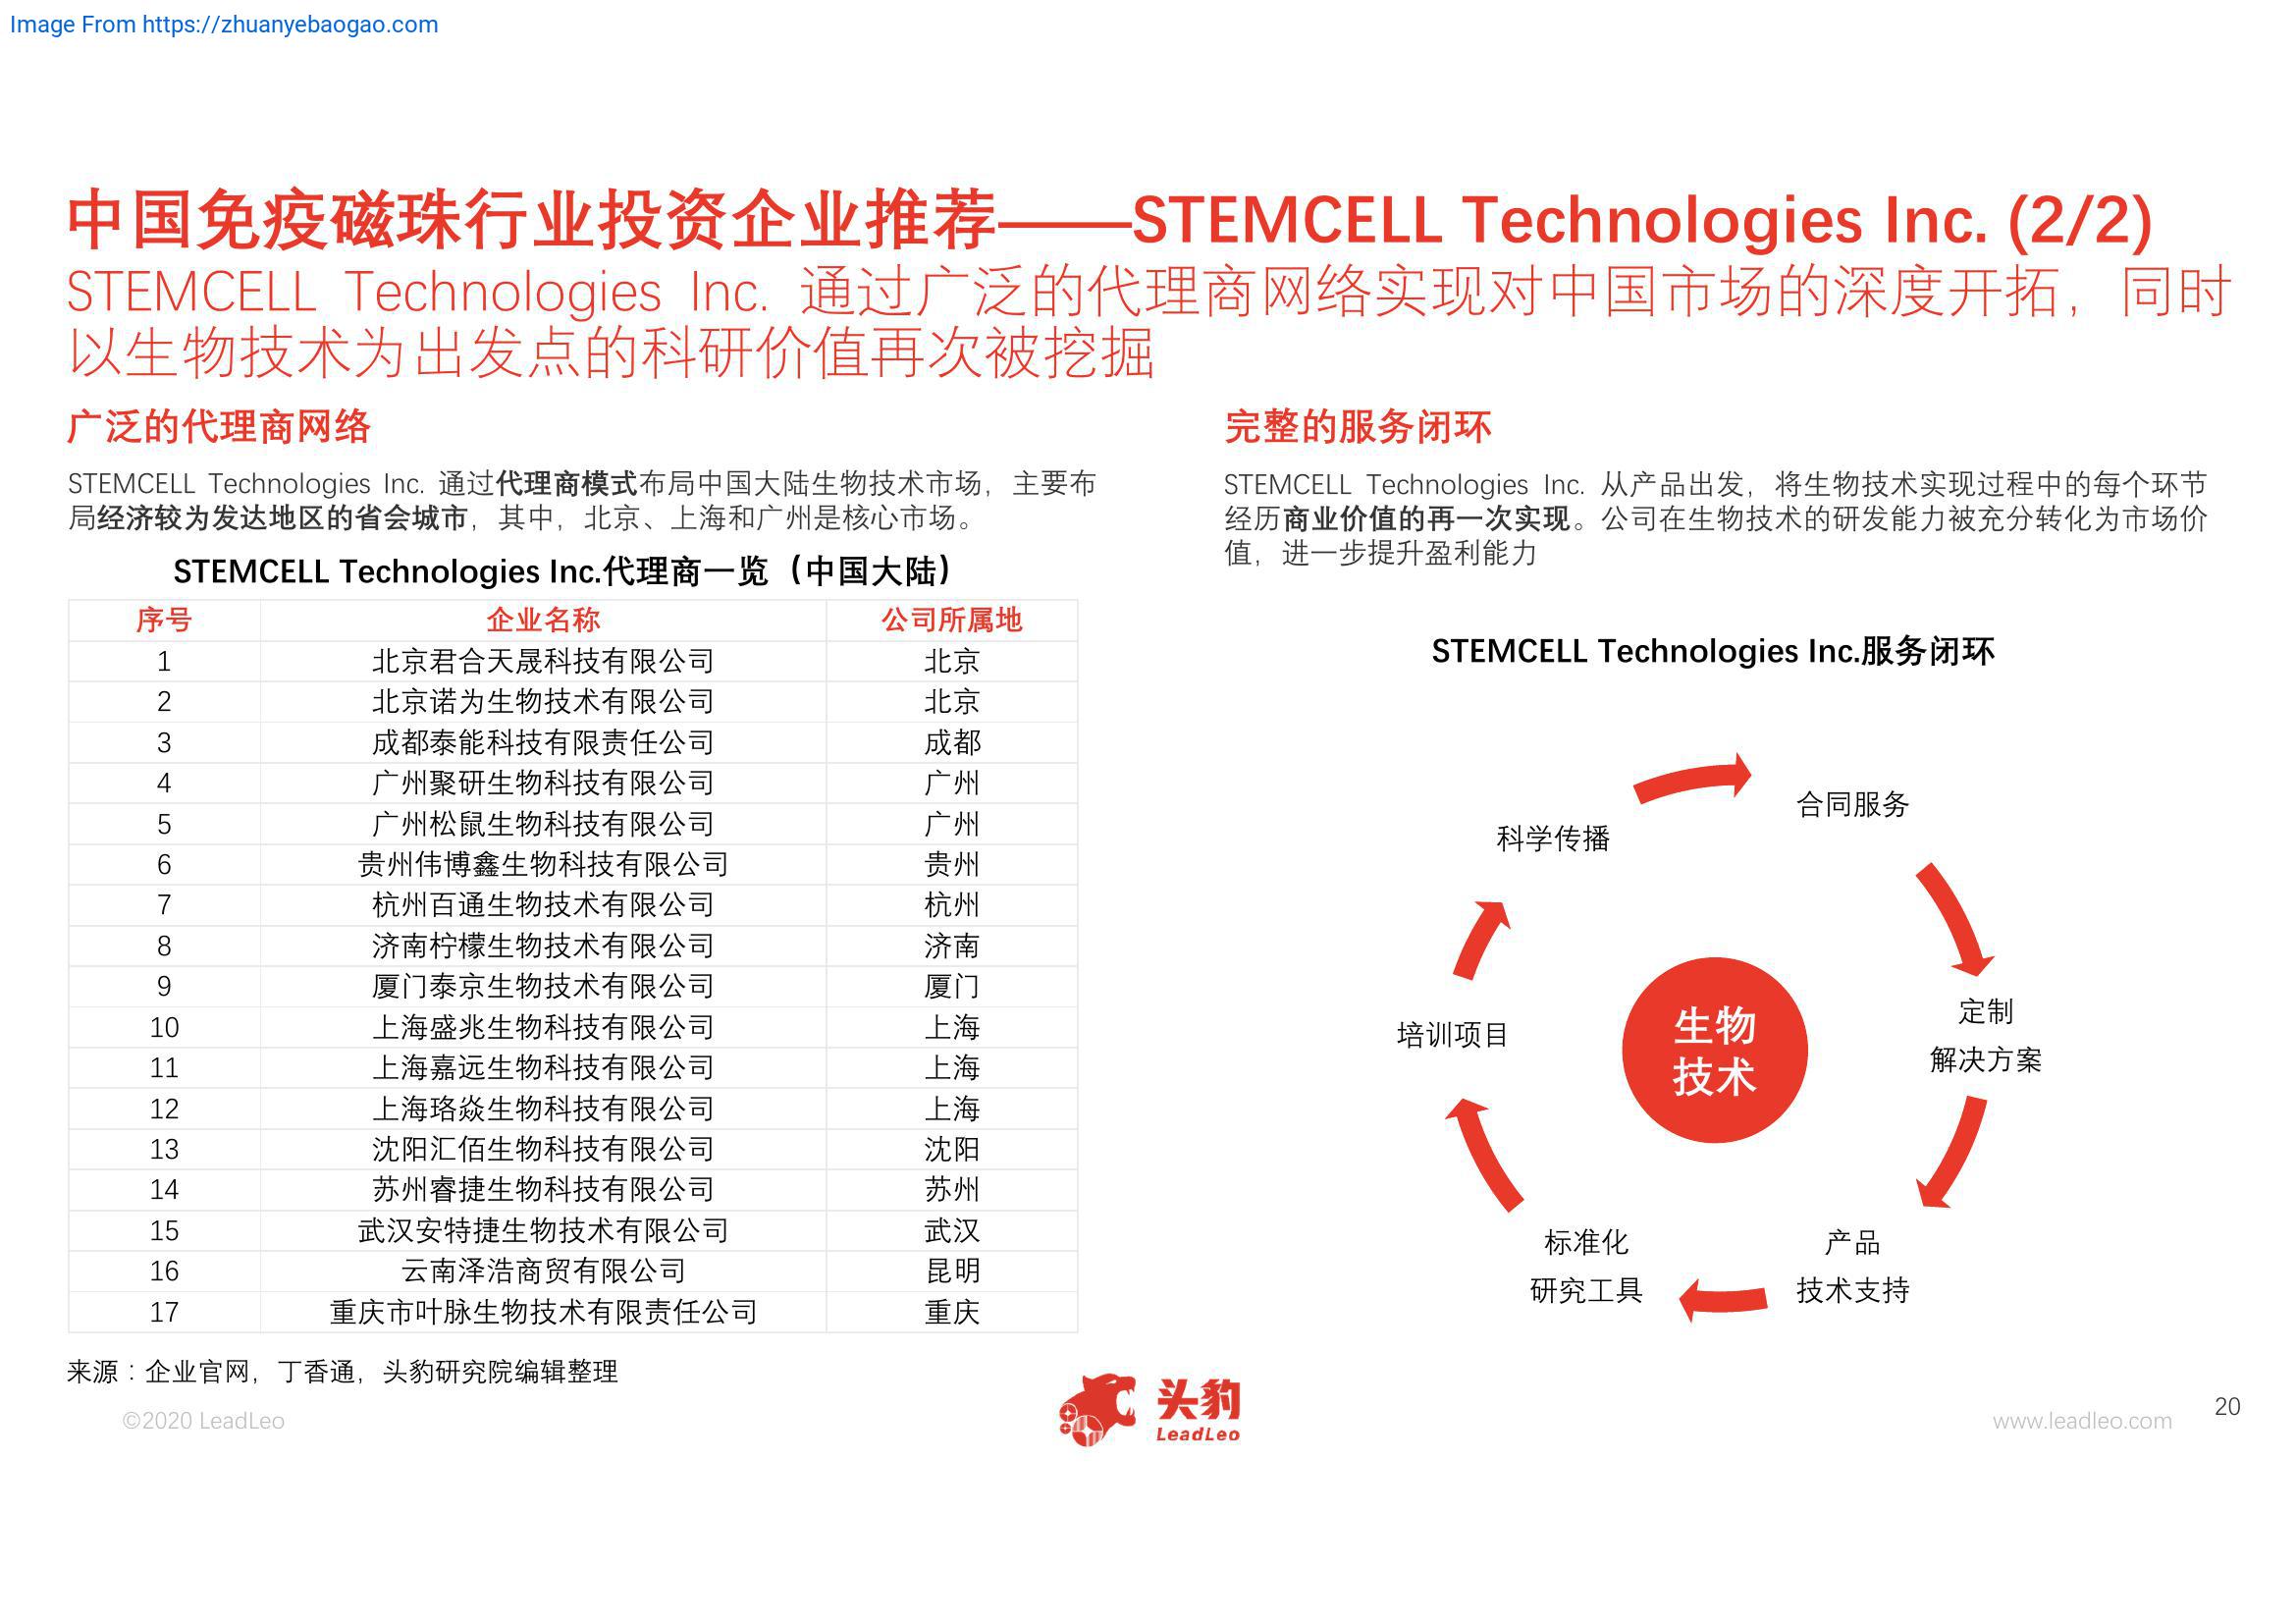 Image From https://zhuanyebaogao.com
中国免疫磁珠行业投资企业推荐——STEMCELL Technologies Inc. (2/2)
STEMCELL Technologies Inc. 通过广泛的代理商网络实现对中国市场的深度开拓，同时
以生物技术为出发点的科研价值再次被挖掘
广泛的代理商网络
STEMCELL Technologies Inc. 通过代理商模式布局中国大陆生物技术市场，主要布
局经济较为发达地区的省会城市，其中，北京、上海和广州是核心市场。
STEMCELL Technologies Inc.代理商一览（中国大陆）
序号 企业名称 公司所属地
1 北京君合天晟科技有限公司 北京
2 北京诺为生物技术有限公司 北京
3 成都泰能科技有限责任公司 成都
4 广州聚研生物科技有限公司 广州
5 广州松鼠生物科技有限公司 广州
6 贵州伟博鑫生物科技有限公司 贵州
7 杭州百通生物技术有限公司 杭州
8 济南柠檬生物技术有限公司 济南
9 厦门泰京生物技术有限公司 厦门
10 上海盛兆生物科技有限公司 上海
11 上海嘉远生物科技有限公司 上海
12 上海珞焱生物科技有限公司 上海
13 沈阳汇佰生物科技有限公司 沈阳
14 苏州睿捷生物科技有限公司 苏州
15 武汉安特捷生物技术有限公司 武汉
16 云南泽浩商贸有限公司 昆明
17 重庆市叶脉生物技术有限责任公司 重庆
来源：企业官网，丁香通，头豹研究院编辑整理
完整的服务闭环
STEMCELL Technologies Inc. 从产品出发，将生物技术实现过程中的每个环节
经历商业价值的再一次实现。公司在生物技术的研发能力被充分转化为市场价
值，进一步提升盈利能力
STEMCELL Technologies Inc.服务闭环
合同服务
科学传播
定制
解决方案
生物
技术
培训项目
标准化
研究工具
产品
技术支持
©2020 LeadLeo
头豹
LeadLeo
www.leadleo.com
20